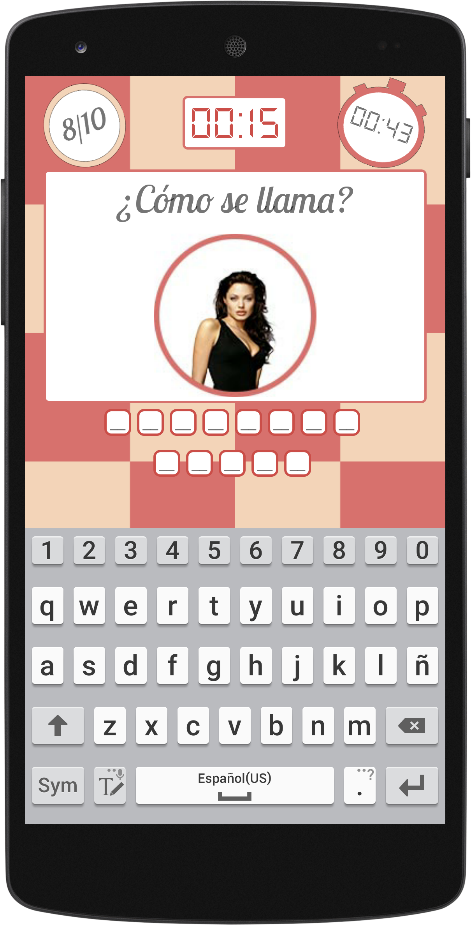 8/10
00:15
00:43
¿Cómo se llama?
1 2 3 4 5 6 7 8 9 0
q w e r t y u i o p
a s d f g h j k l ñ
z x c v b n m
Sym T Español(US) . ...?